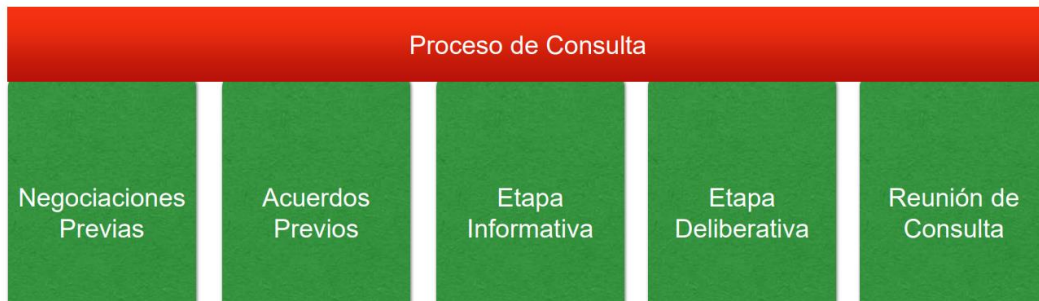 Proceso de Consulta
Negociaciones
Previas
Acuerdos
Previos
Etapa
Informativa
Etapa
Deliberativa
Reunión de
Consulta